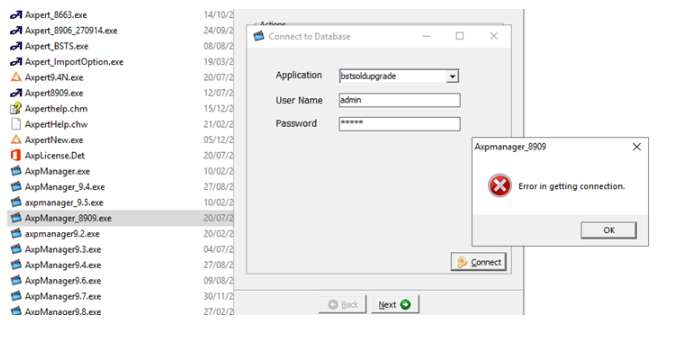 Axpert_8663.exe 14/10/2
Axpert_8906_270914.exe 24/09/2
Axpert_BSTS.exe 08/08/2
Axpert_ImportOption.exe 19/03/2
Axpert9.4N.exe 20/07/2
Axpert8909.exe 12/07/2
Axperthelp.chm 15/12/2
AxpertHelp.chw 21/02/2
AxpertNew.exe 05/12/2
AxpLicense.Det 20/07/2
AxpManager.exe 10/02/2
AxpManager_9.4.exe 27/08/2
axpmanager_9.5.exe 10/02/2
AxpManager_8909.exe 20/07/2
axpmanager9.2.exe 20/02/2
AxpManager9.3.exe 04/07/2
AxpManager9.4.exe 27/08/2
AxpManager9.6.exe 09/08/2
AxpManager9.7.exe 30/11/2
AxpManager9.8.exe 27/02/2
Actions
Connect to Database
Application bstsoldupgrade
User Name admin
Password *****
Connect
Back Next
Axpmanager_8909
Error in getting connection.
OK